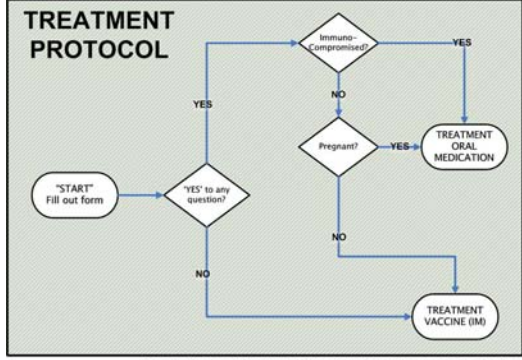 TREATMENT
PROTOCOL
Immuno-
Compromised?
YES
NO
YES
Pregnant?
YES
TREATMENT
ORAL
MEDICATION
"START"
Fill out form
"YES" to any
question?
NO
NO
TREATMENT
VACCINE (IM)